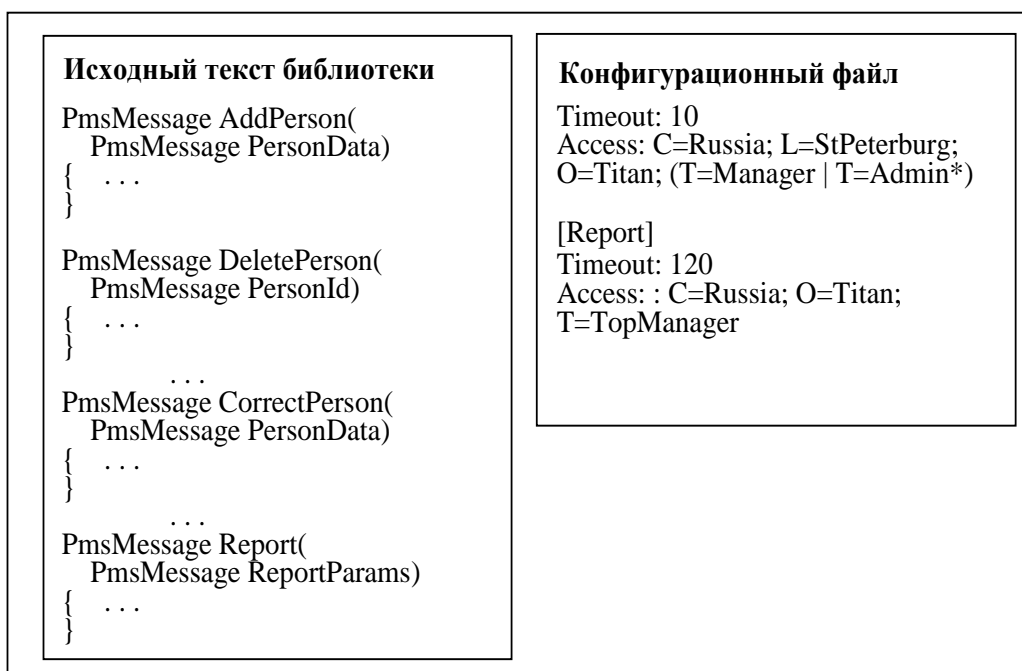 Исходный текст библиотеки
PmsMessage AddPerson(
PmsMessage PersonData)
{ . . .
}
PmsMessage DeletePerson(
PmsMessage PersonId)
{ . . .
}
. . .
PmsMessage CorrectPerson(
PmsMessage PersonData)
{ . . .
}
. . .
PmsMessage Report(
PmsMessage ReportParams)
{ . . .
}
Конфигурационный файл
Timeout: 10
Access: C=Russia; L=StPeterburg;
O=Titan; (T=Manager | T=Admin*)
[Report]
Timeout: 120
Access: : C=Russia; O=Titan;
T=TopManager